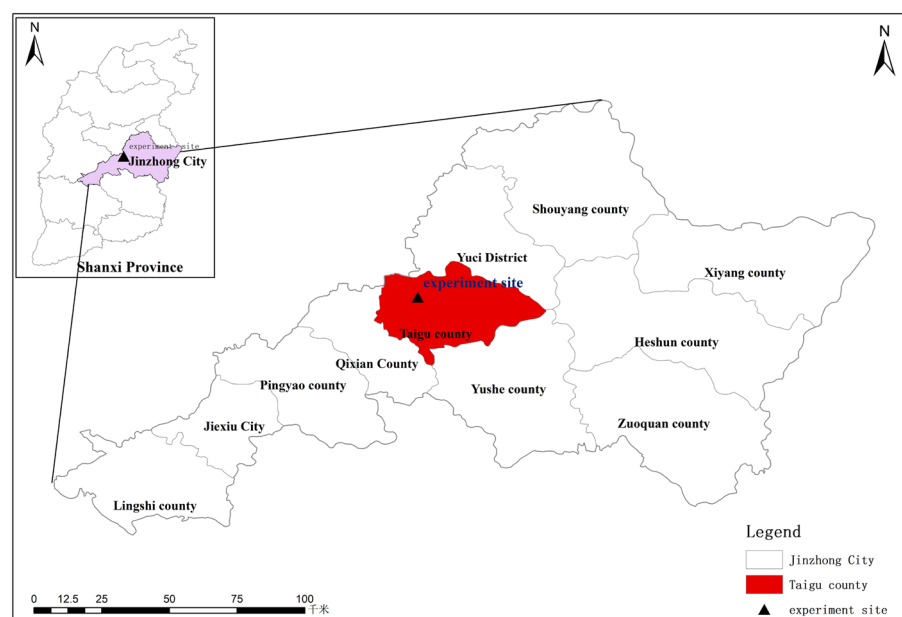 N
experiment site
Jinzhong City
Shanxi Province
N
Shouyang county
Yuci District
Xiyang county
experiment site
Taigu county
Heshun county
Qixian County
Pingyao county
Yushe county
Jiexiu City
Zuoquan county
Lingshi county
Legend
Jinzhong City
Taigu county
experiment site
0 12.5 25 50 75 100
千米